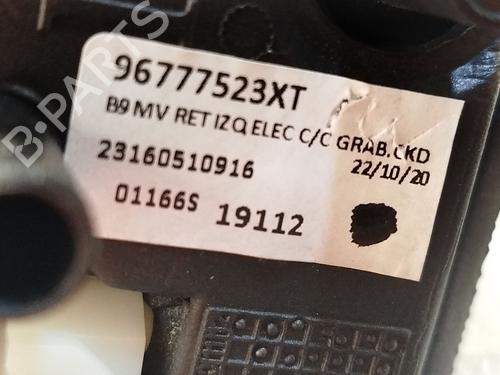 96777523XT
B9 MV RET IZQ ELEC C/C GRAB.CKD
23160510916
22/10/20
01166S 19112
B-PARTS